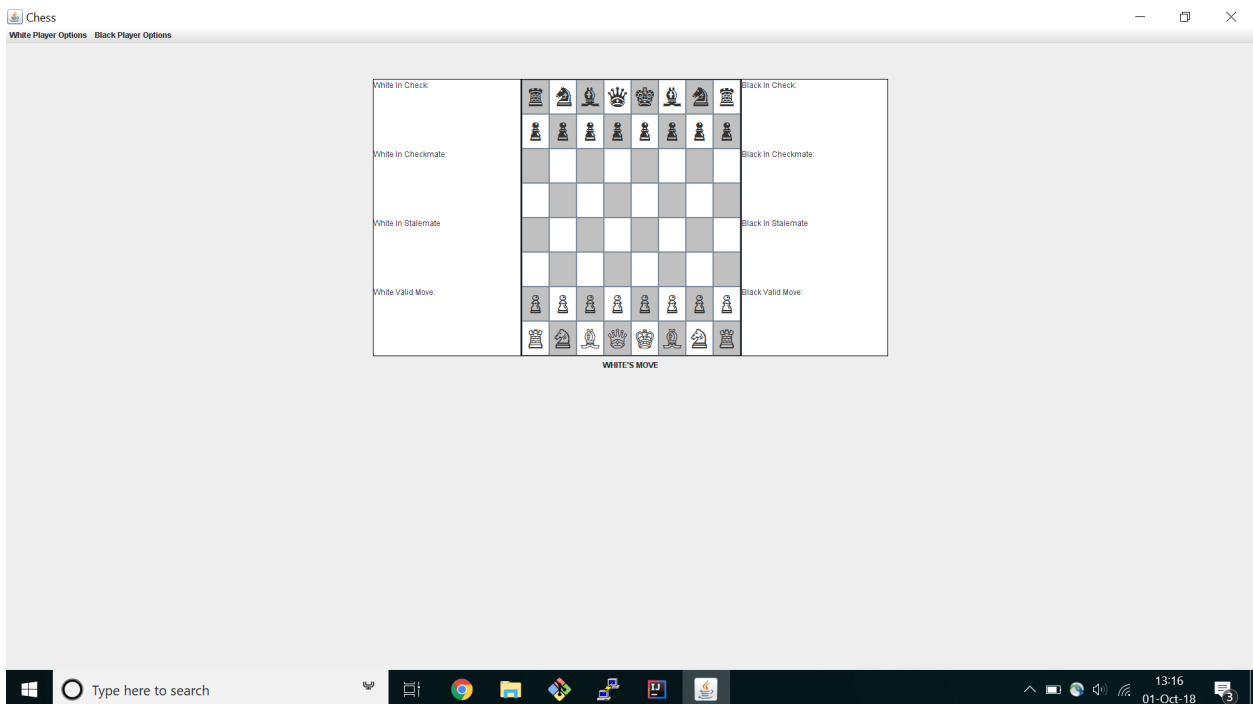 Chess
White Player Options Black Player Options
White In Check:
Black In Check:
White In Checkmate:
Black In Checkmate:
White In Stalemate
Black In Stalemate
White Valid Move:
Black Valid Move:
WHITE'S MOVE
Type here to search
13:16
01-Oct-18
3